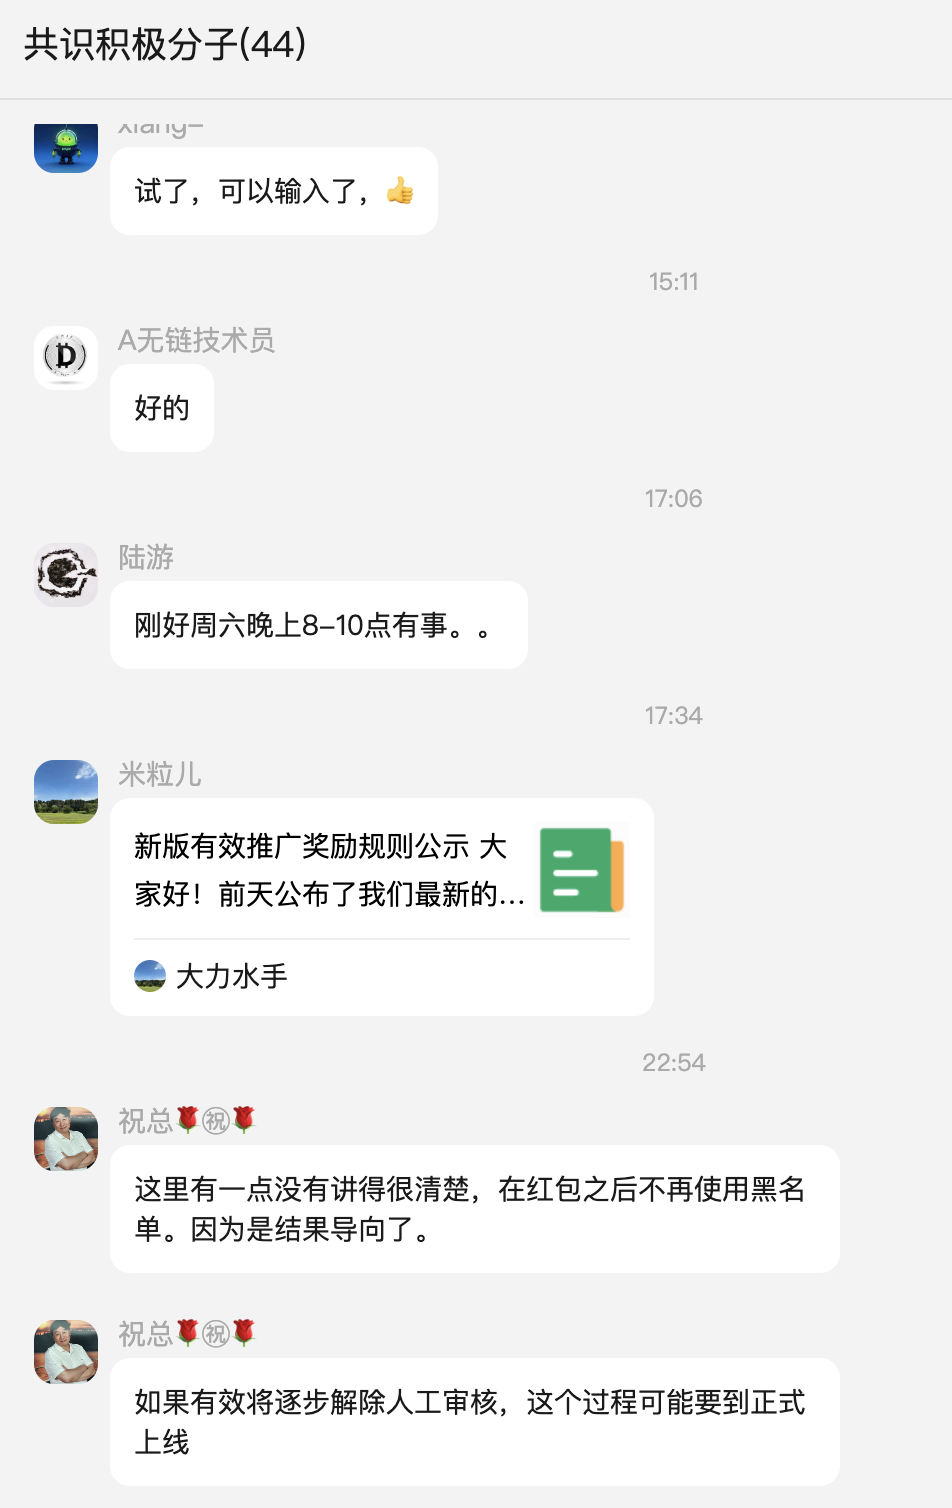 共识积极分子(44)
xiang-
试了，可以输入了，👍
15:11
A无链技术员
好的
17:06
陆游
刚好周六晚上8-10点有事。。
17:34
米粒儿
新版有效推广奖励规则公示 大
家好！前天公布了我们最新的...
大力水手
22:54
祝总🌹㊗🌹
这里有一点没有讲得很清楚，在红包之后不再使用黑名
单。因为是结果导向了。
祝总🌹㊗🌹
如果有效将逐步解除人工审核，这个过程可能要到正式
上线